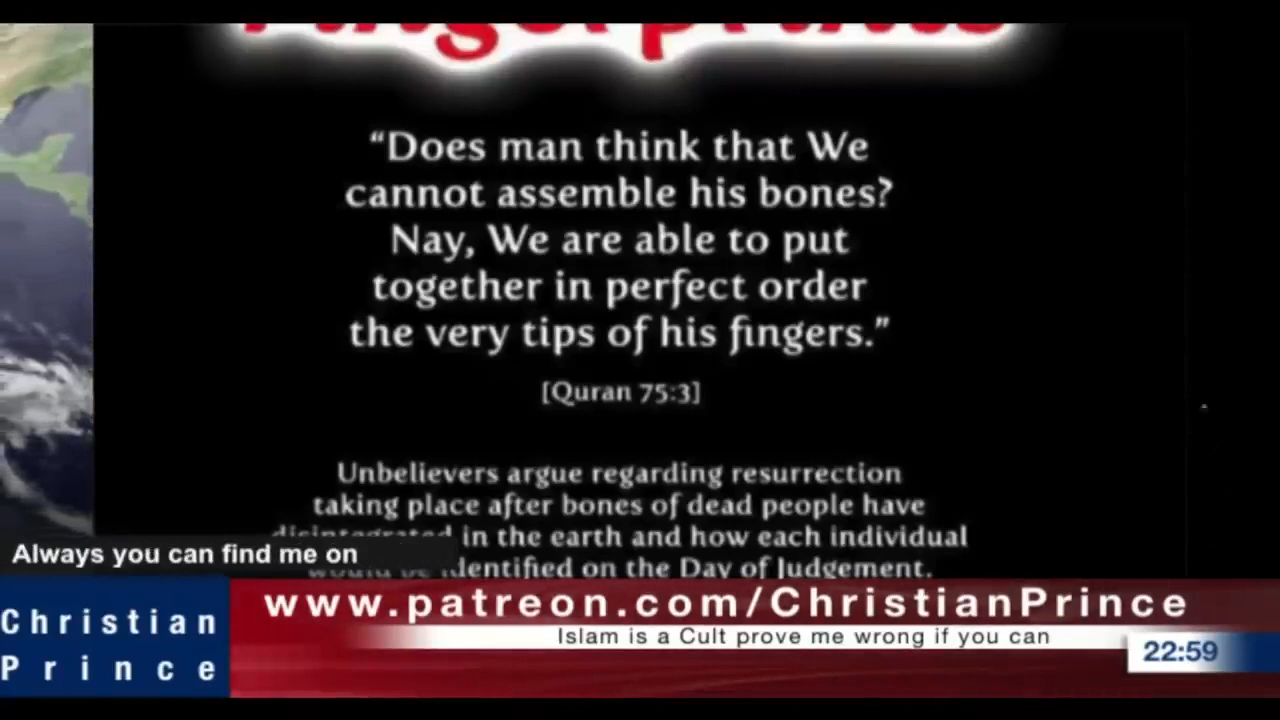 Fingerprints
“Does man think that We
cannot assemble his bones?
Nay, We are able to put
together in perfect order
the very tips of his fingers.”
[Quran 75:3]
Unbelievers argue regarding resurrection
taking place after bones of dead people have
disintegrated in the earth and how each individual
would be identified on the Day of Judgement.
Always you can find me on
Christian
Prince
www.patreon.com/ChristianPrince
Islam is a Cult prove me wrong if you can
22:59